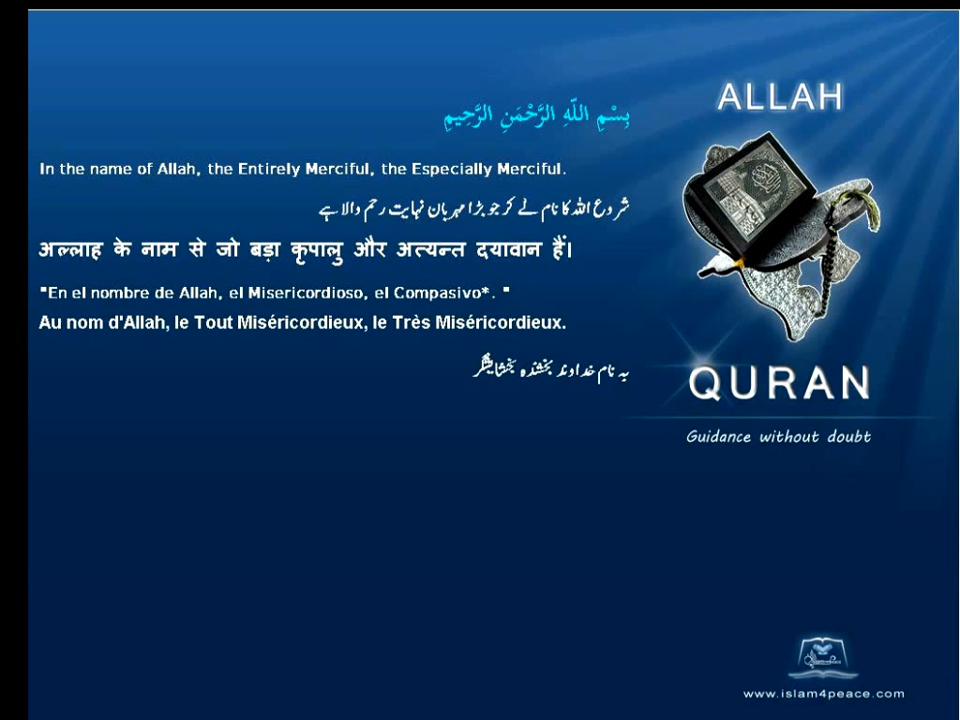 بِسْمِ اللّهِ الرَّحْمَنِ الرَّحِيمِ
In the name of Allah, the Entirely Merciful, the Especially Merciful.
شروع اللہ کا نام لے کر جو بڑا مہربان نہایت رحم والا ہے
अल्लाह के नाम से जो बड़ा कृपालु और अत्यन्त दयावान हैं।
"En el nombre de Allah, el Misericordioso, el Compasivo*. "
Au nom d'Allah, le Tout Miséricordieux, le Très Miséricordieux.
به نام خداوند بخشنده بخشایشگر
ALLAH
QURAN
Guidance without doubt
www.islam4peace.com